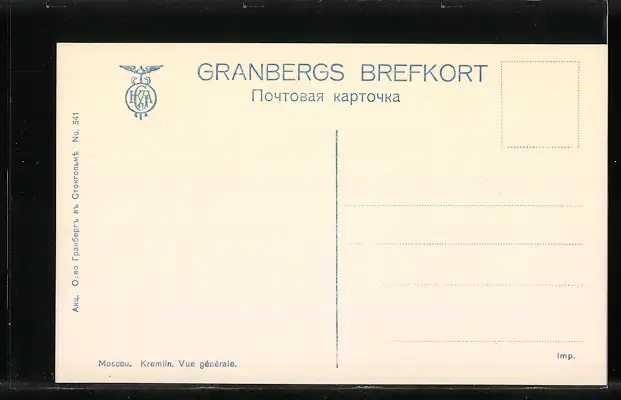 GRANBERGS BREFKORT
Почтовая карточка
Акц. О-во Гранбергъ въ Стокгольмѣ No. 541
Moscou. Kremlin. Vue générale.
Imp.